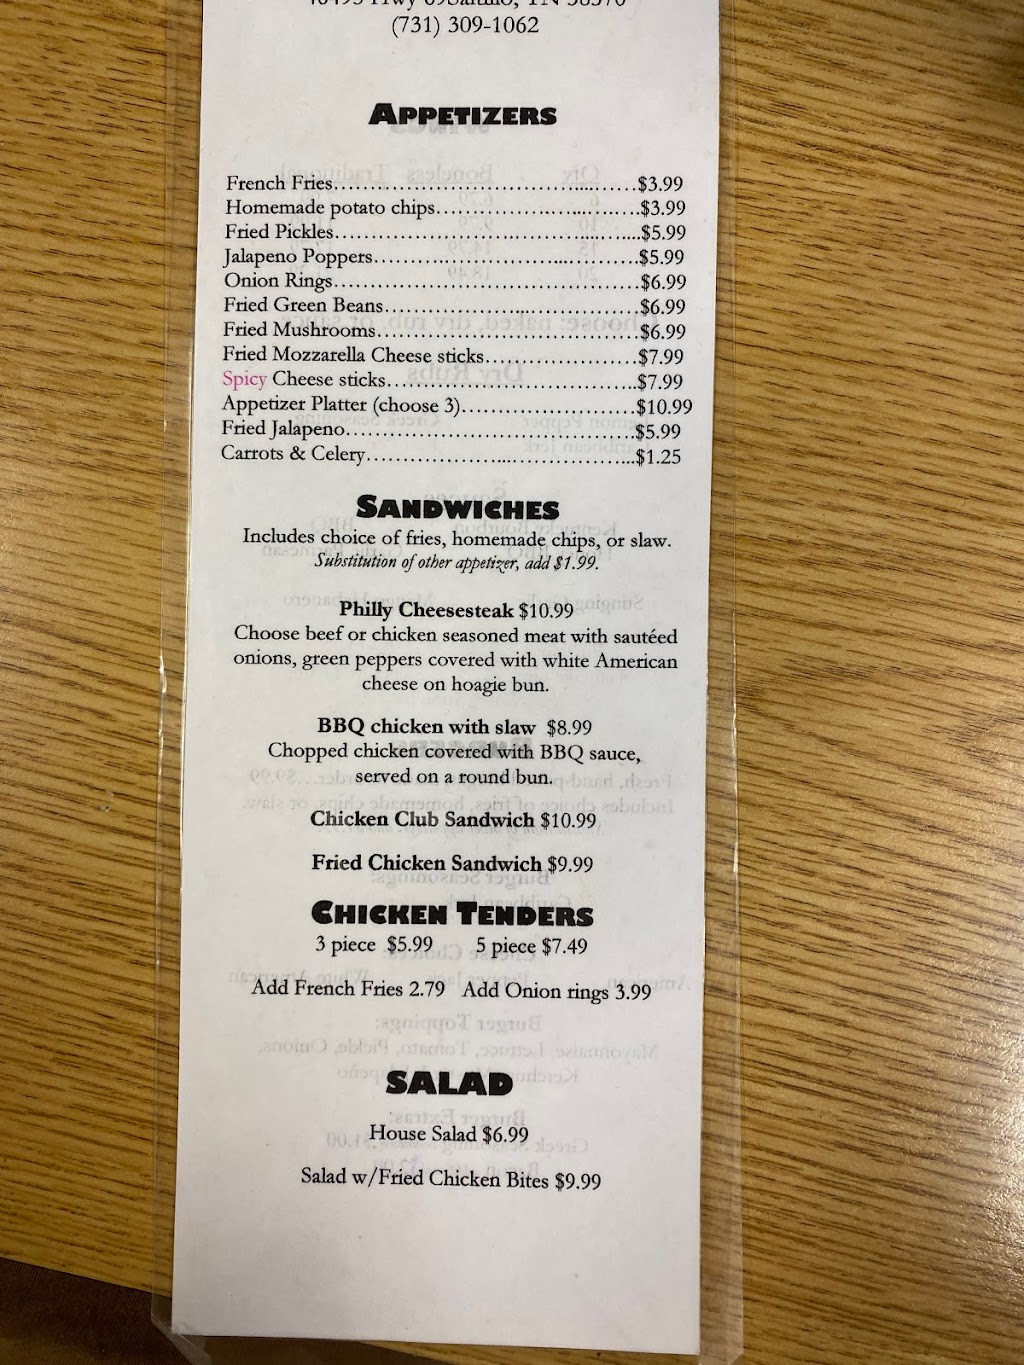 (731) 309-1062
APPETIZERS
French Fries....................................................$3.99
Homemade potato chips..................................$3.99
Fried Pickles....................................................$5.99
Jalapeno Poppers.............................................$5.99
Onion Rings....................................................$6.99
Fried Green Beans...........................................$6.99
Fried Mushrooms............................................$6.99
Fried Mozzarella Cheese sticks.........................$7.99
Spicy Cheese sticks..........................................$7.99
Appetizer Platter (choose 3).............................$10.99
Fried Jalapeno.................................................$5.99
Carrots & Celery.............................................$1.25
SANDWICHES
Includes choice of fries, homemade chips, or slaw.
Substitution of other appetizer, add $1.99.
Philly Cheesesteak $10.99
Choose beef or chicken seasoned meat with sautéed
onions, green peppers covered with white American
cheese on hoagie bun.
BBQ chicken with slaw $8.99
Chopped chicken covered with BBQ sauce,
served on a round bun.
Chicken Club Sandwich $10.99
Fried Chicken Sandwich $9.99
CHICKEN TENDERS
3 piece $5.99 5 piece $7.49
Add French Fries 2.79 Add Onion rings 3.99
SALAD
House Salad $6.99
Salad w/Fried Chicken Bites $9.99